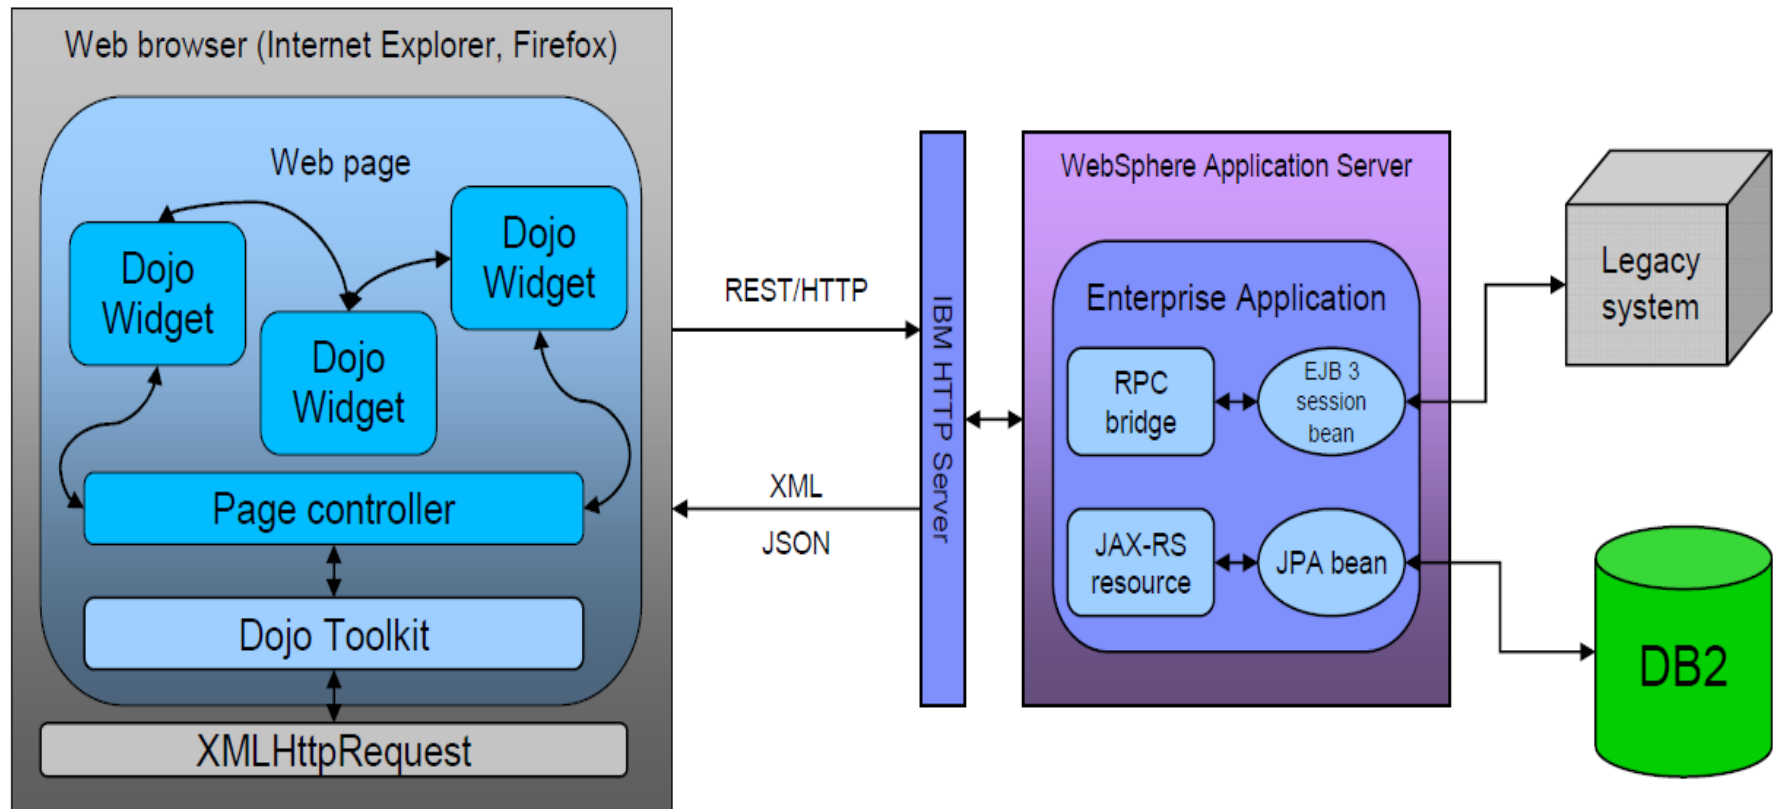 Web browser (Internet Explorer, Firefox)
Web page
Dojo
Widget
Dojo
Widget
Dojo
Widget
Page controller
Dojo Toolkit
XMLHttpRequest
REST/HTTP
XML
JSON
IBM HTTP Server
WebSphere Application Server
Enterprise Application
RPC
bridge
EJB 3
session
bean
JAX-RS
resource
JPA bean
Legacy
system
DB2